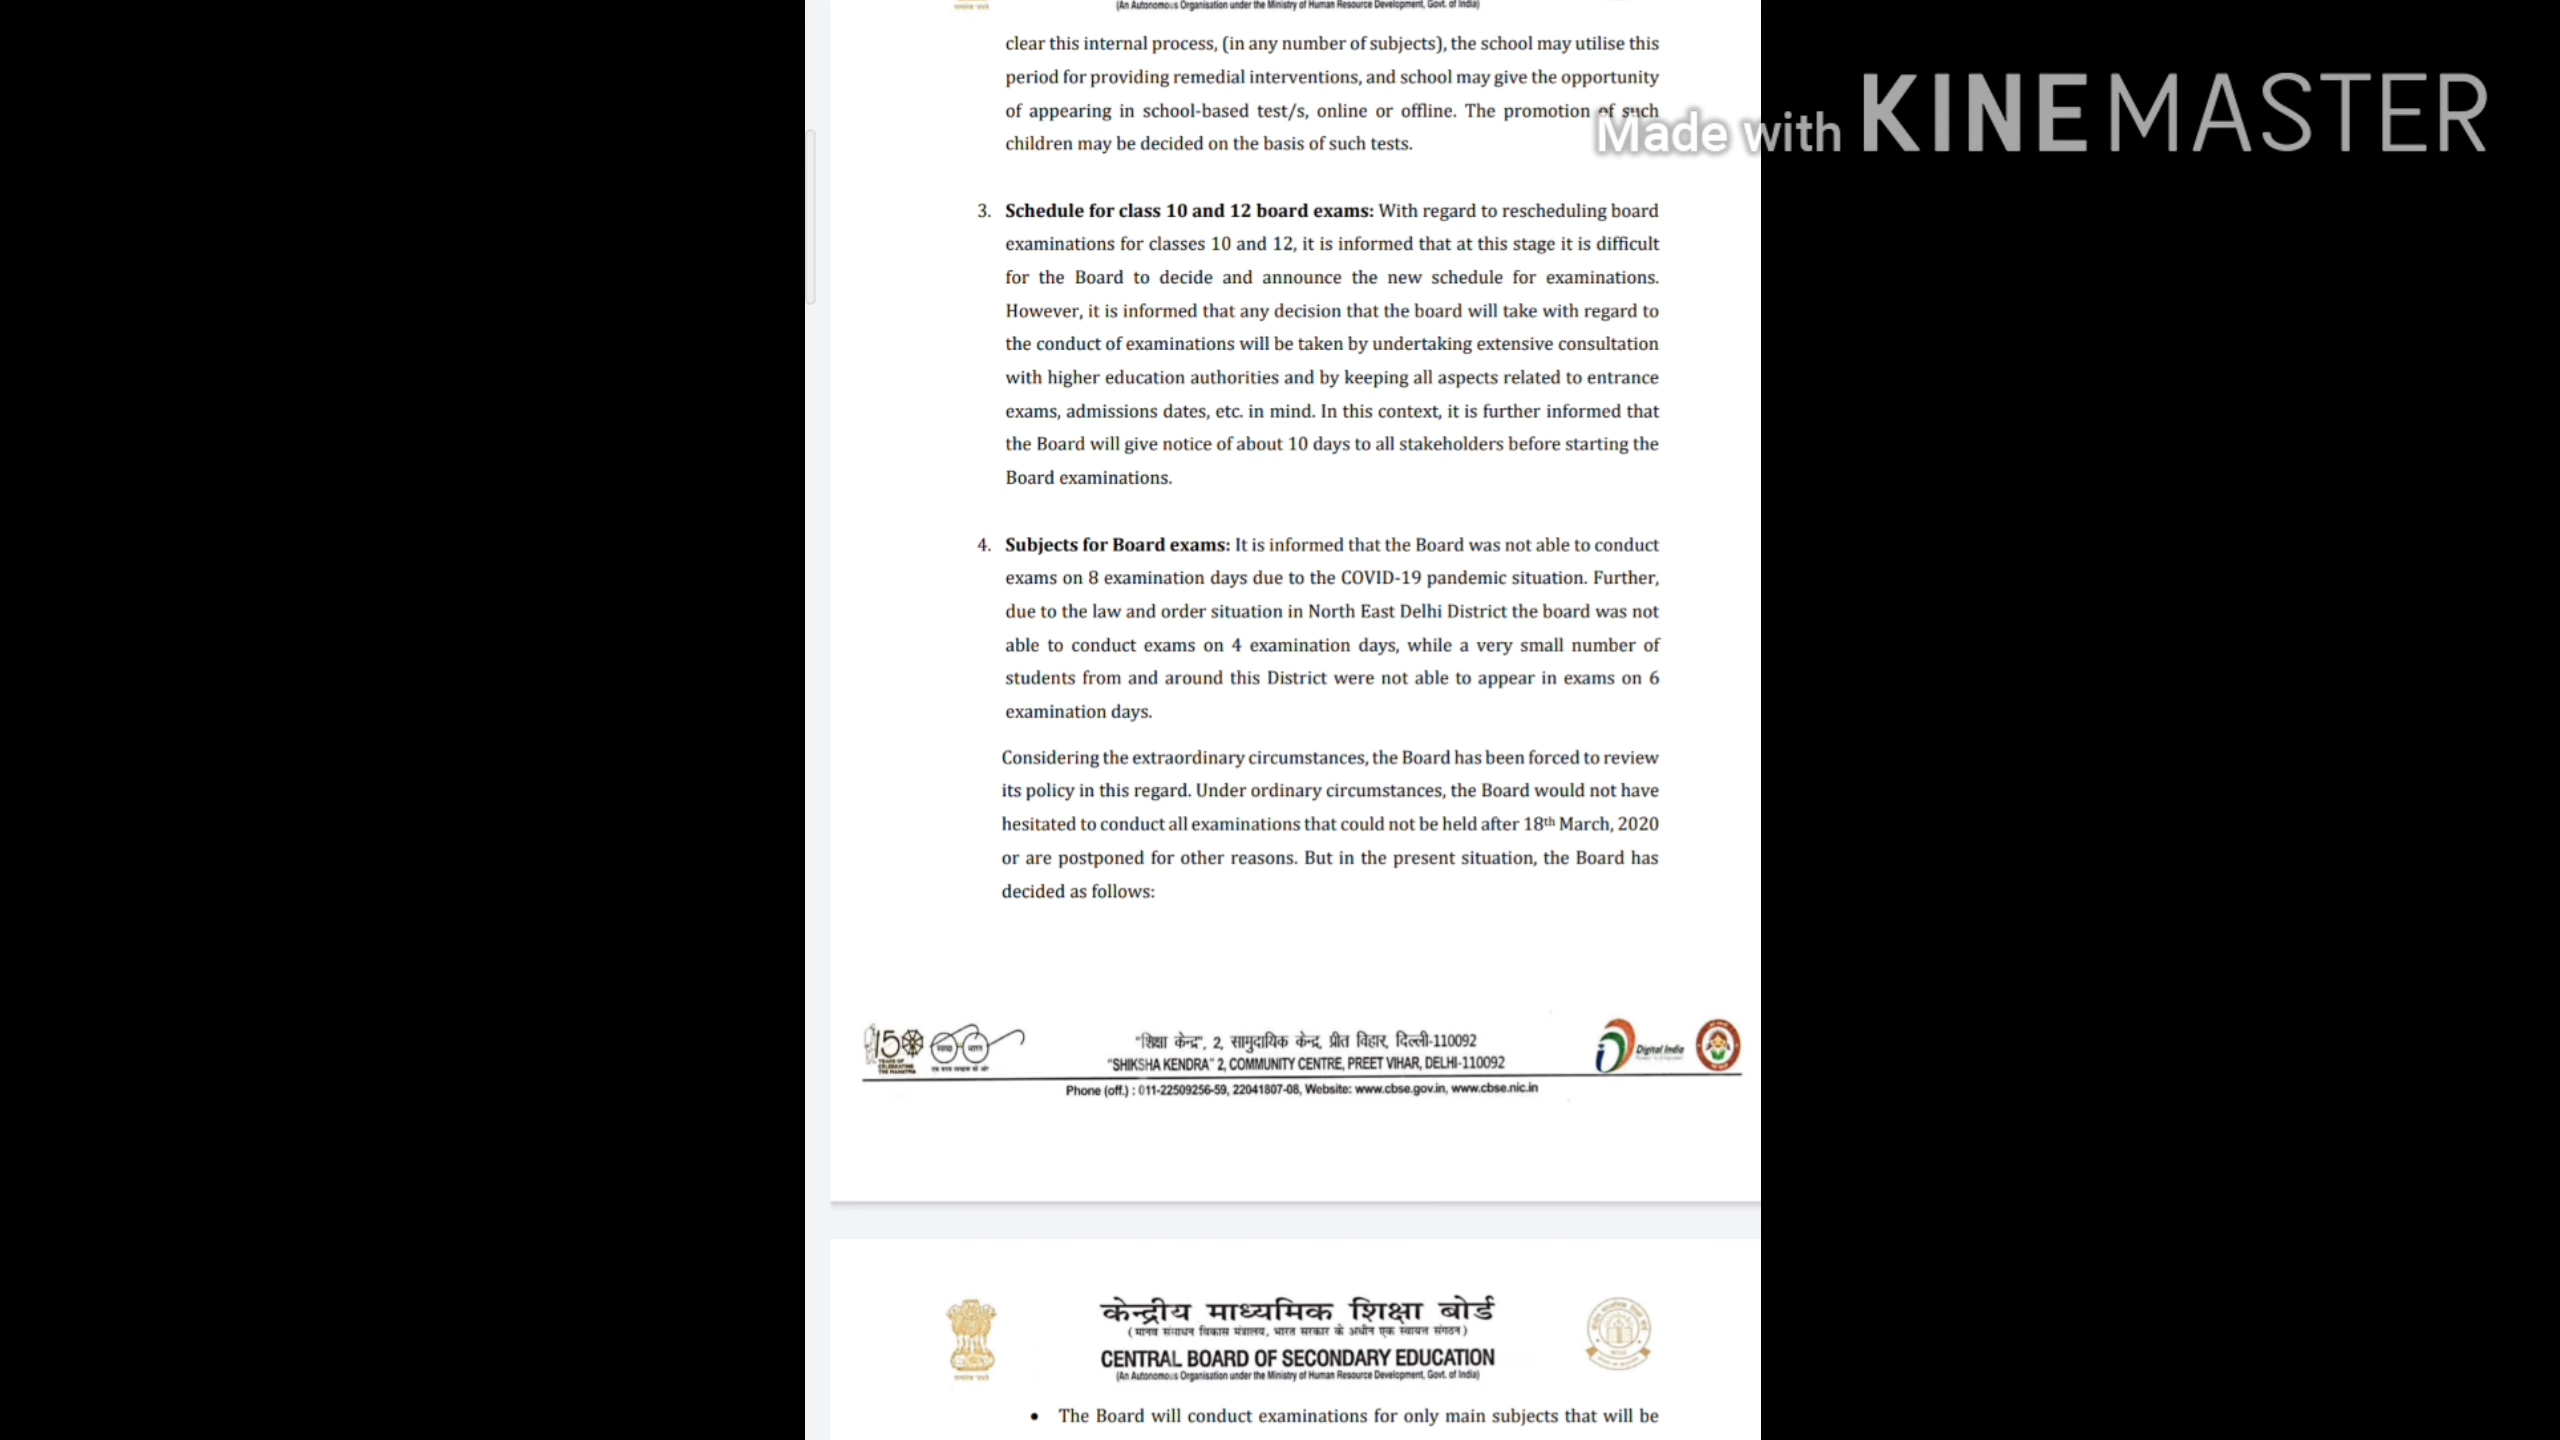 (An Autonomous Organisation under the Ministry of Human Resource Development, Govt. of India)
clear this internal process, (in any number of subjects), the school may utilise this
period for providing remedial interventions, and school may give the opportunity
of appearing in school-based test/s, online or offline. The promotion of such
children may be decided on the basis of such tests.
Made with KINEMASTER
3. Schedule for class 10 and 12 board exams: With regard to rescheduling board
examinations for classes 10 and 12, it is informed that at this stage it is difficult
for the Board to decide and announce the new schedule for examinations.
However, it is informed that any decision that the board will take with regard to
the conduct of examinations will be taken by undertaking extensive consultation
with higher education authorities and by keeping all aspects related to entrance
exams, admissions dates, etc. in mind. In this context, it is further informed that
the Board will give notice of about 10 days to all stakeholders before starting the
Board examinations.
4. Subjects for Board exams: It is informed that the Board was not able to conduct
exams on 8 examination days due to the COVID-19 pandemic situation. Further,
due to the law and order situation in North East Delhi District the board was not
able to conduct exams on 4 examination days, while a very small number of
students from and around this District were not able to appear in exams on 6
examination days.
Considering the extraordinary circumstances, the Board has been forced to review
its policy in this regard. Under ordinary circumstances, the Board would not have
hesitated to conduct all examinations that could not be held after 18th March, 2020
or are postponed for other reasons. But in the present situation, the Board has
decided as follows:
150
YEARS OF
CELEBRATING
THE MAHATMA
"शिक्षा केन्द्र", 2, सामुदायिक केन्द्र, प्रीत विहार, दिल्ली-110092
"SHIKSHA KENDRA" 2, COMMUNITY CENTRE, PREET VIHAR, DELHI-110092
Digital India
Phone (off.) : 011-22509256-59, 22041807-08, Website: www.cbse.gov.in, www.cbse.nic.in
केन्द्रीय माध्यमिक शिक्षा बोर्ड
(मानव संसाधन विकास मंत्रालय, भारत सरकार के अधीन एक स्वायत्त संगठन)
CENTRAL BOARD OF SECONDARY EDUCATION
(An Autonomous Organisation under the Ministry of Human Resource Development, Govt. of India)
• The Board will conduct examinations for only main subjects that will be